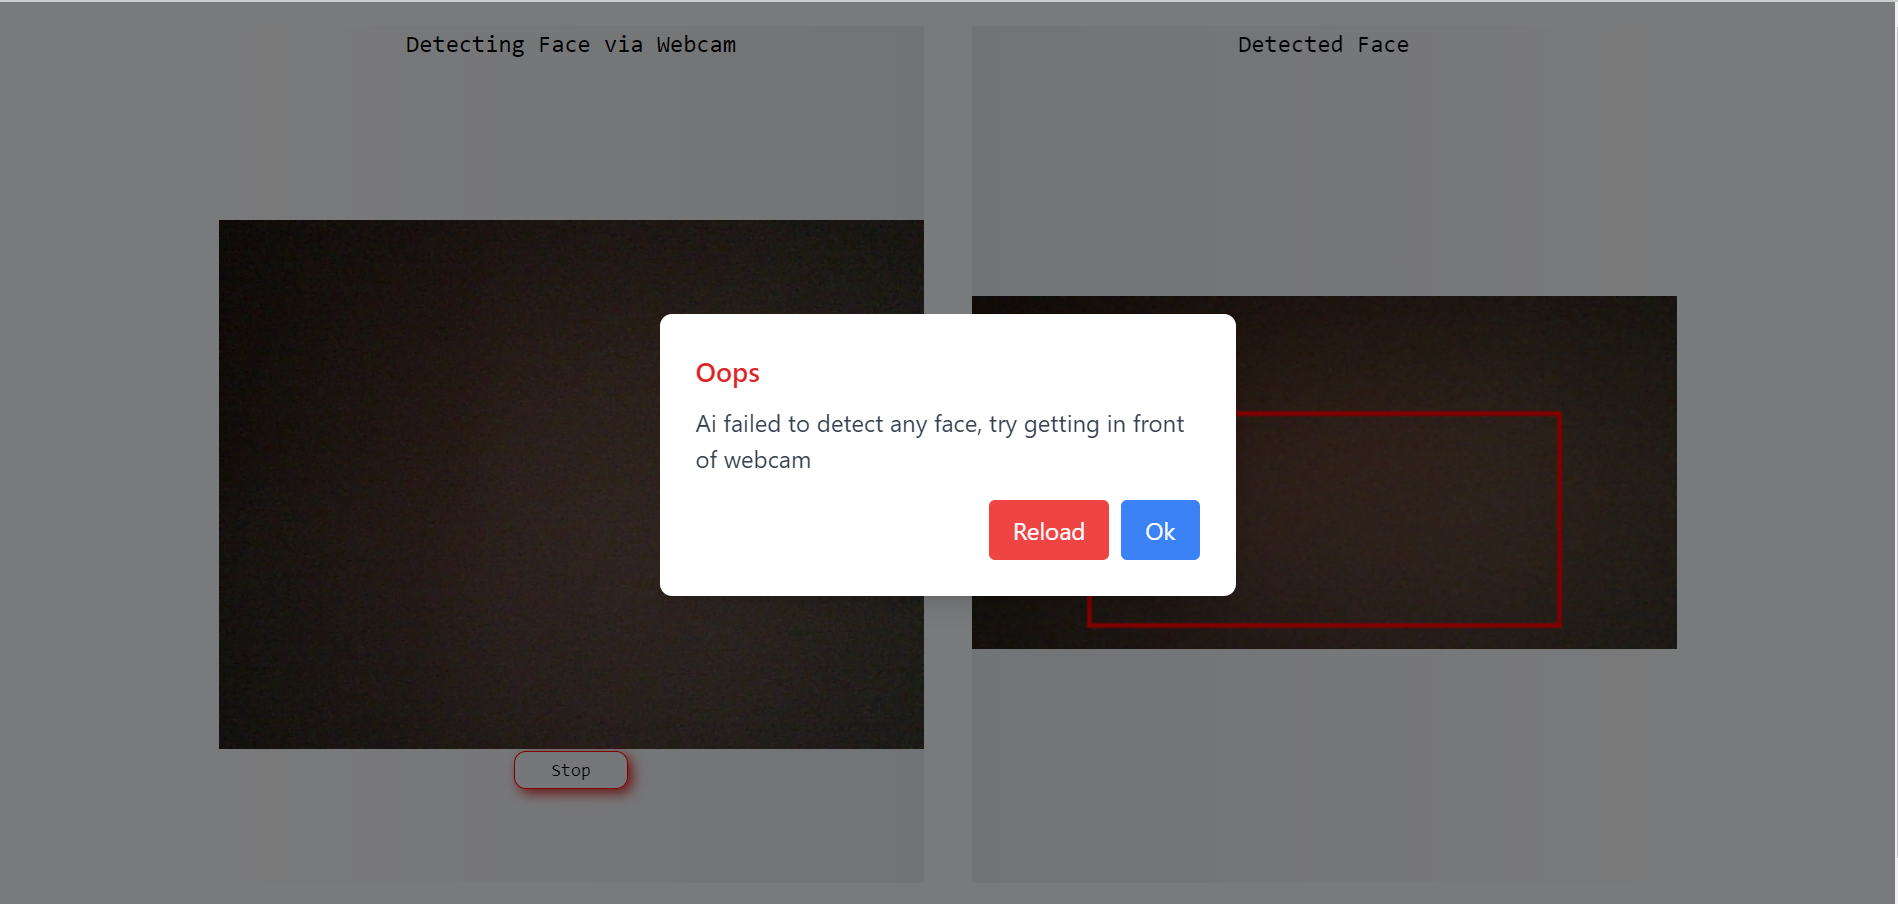 Detecting Face via Webcam
Detected Face
Oops
Ai failed to detect any face, try getting in front
of webcam
Reload
Ok
Stop